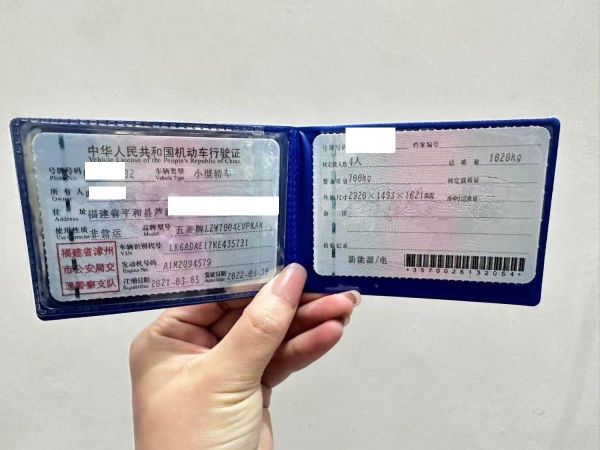 中华人民共和国机动车行驶证
Vehicle License of the People's Republic of China
号牌号码
Plate No.
32
车辆类型
Vehicle Type
小型轿车
所有人
Owner
住址
Address
福建省平和县芦
使用性质
Use Character
非营运
品牌型号
Model
五菱牌LZW7004EVPKAN
福建省漳州
市公安局交
通警察支队
车辆识别代号
VIN
LK6ADAE17ME435731
发动机号码
Engine No.
A1M2094579
注册日期
Register Date
2021-03-05
发证日期
Issue Date
2022-05-30
号牌号码
档案编号
核定载人数
4人
总质量
1020kg
整备质量
700kg
核定载质量
外廓尺寸
2920×1493×1621mm
准牵引总质量
备注
检验记录
新能源/电
*3570026132054*